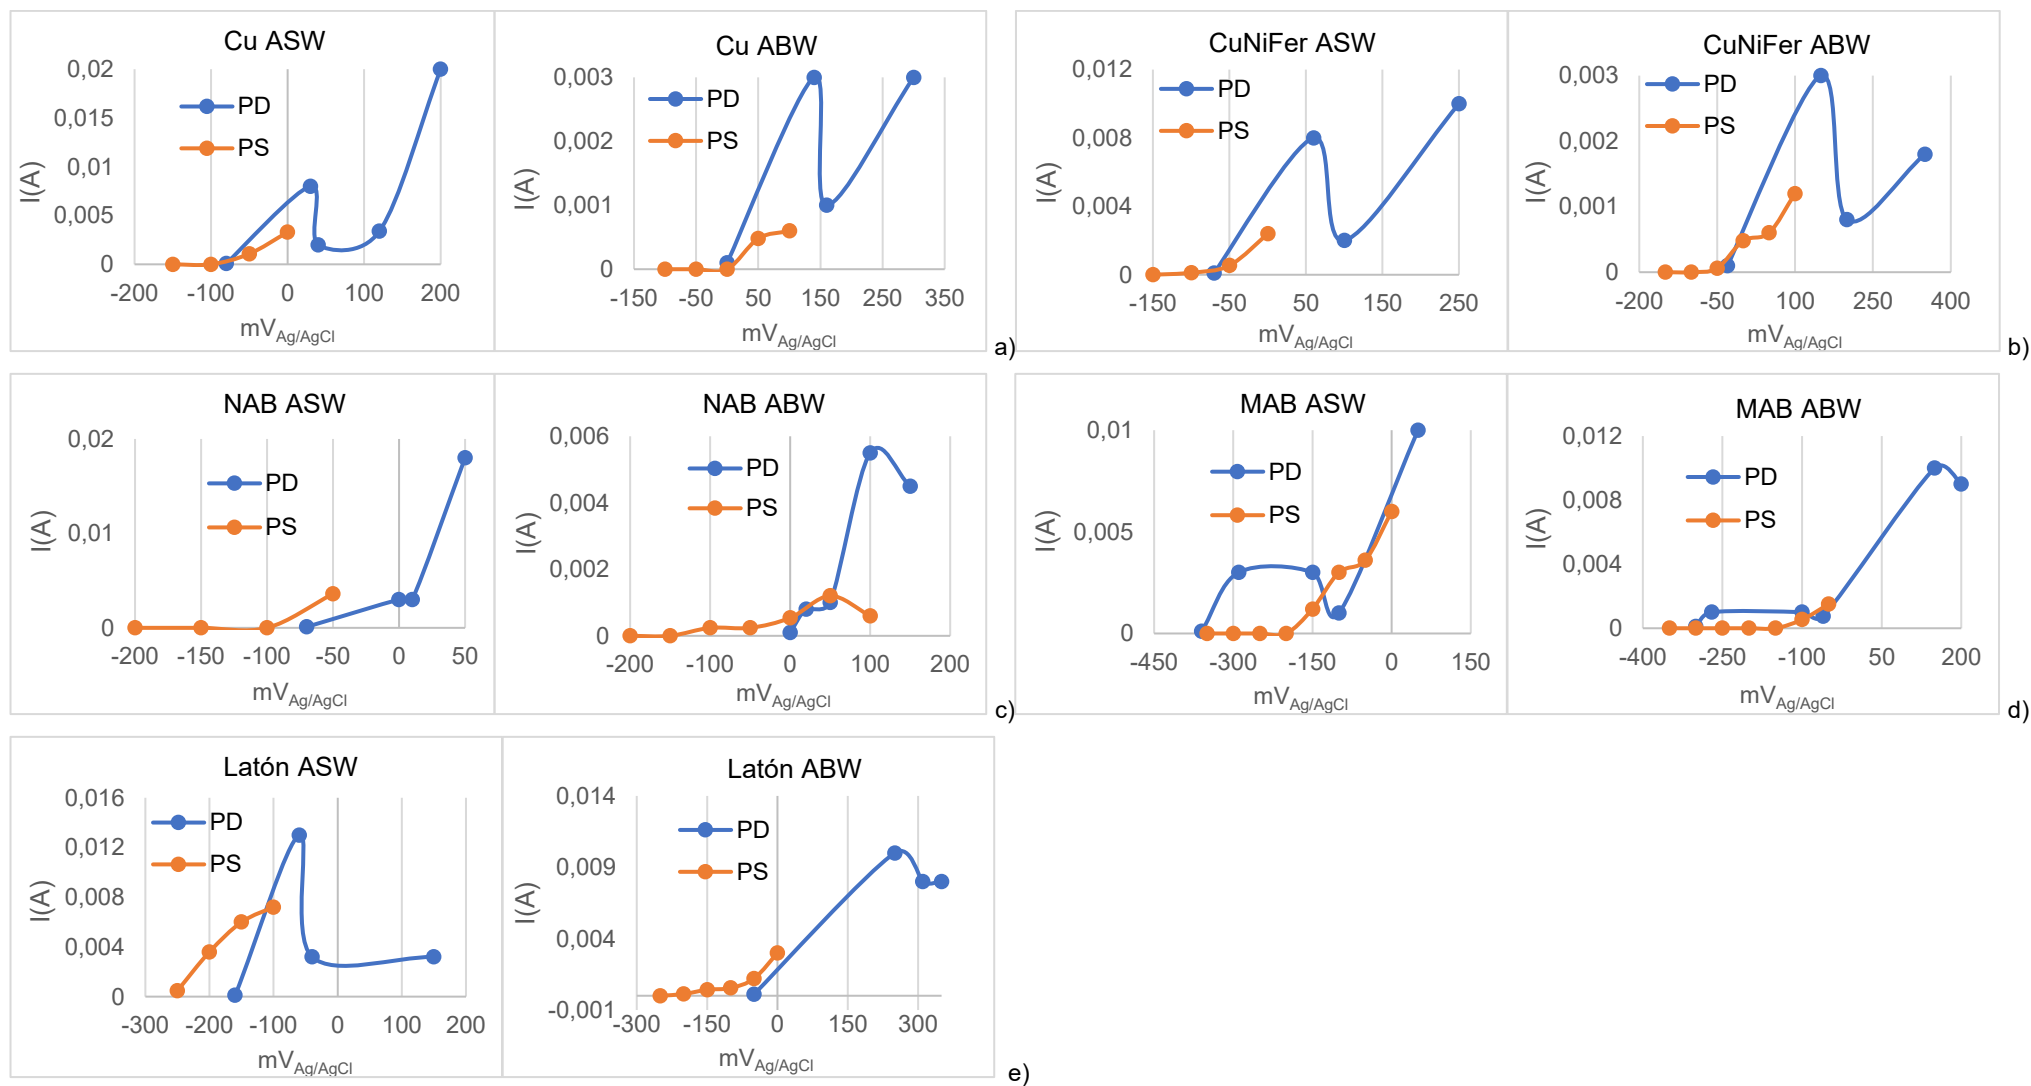 Cu ASW
0,02
0,015
0,01
0,005
0
PD
PS
I(A)
-200 -100 0 100 200
mVAg/AgCl
Cu ABW
0,003
0,002
0,001
0
PD
PS
I(A)
-150 -50 50 150 250 350
mVAg/AgCl
a)
CuNiFer ASW
0,012
0,008
0,004
0
PD
PS
I(A)
-150 -50 50 150 250
mVAg/AgCl
CuNiFer ABW
0,003
0,002
0,001
0
PD
PS
I(A)
-200 -50 100 250 400
mVAg/AgCl
b)
NAB ASW
0,02
0,01
0
PD
PS
I(A)
-200 -150 -100 -50 0 50
mVAg/AgCl
NAB ABW
0,006
0,004
0,002
0
PD
PS
I(A)
-200 -100 0 100 200
mVAg/AgCl
c)
MAB ASW
0,01
0,005
0
PD
PS
I(A)
-450 -300 -150 0 150
mVAg/AgCl
MAB ABW
0,012
0,008
0,004
0
PD
PS
I(A)
-400 -250 -100 50 200
mVAg/AgCl
d)
Latón ASW
0,016
0,012
0,008
0,004
0
PD
PS
I(A)
-300 -200 -100 0 100 200
mVAg/AgCl
Latón ABW
0,014
0,009
0,004
-0,001
PD
PS
I(A)
-300 -150 0 150 300
mVAg/AgCl
e)